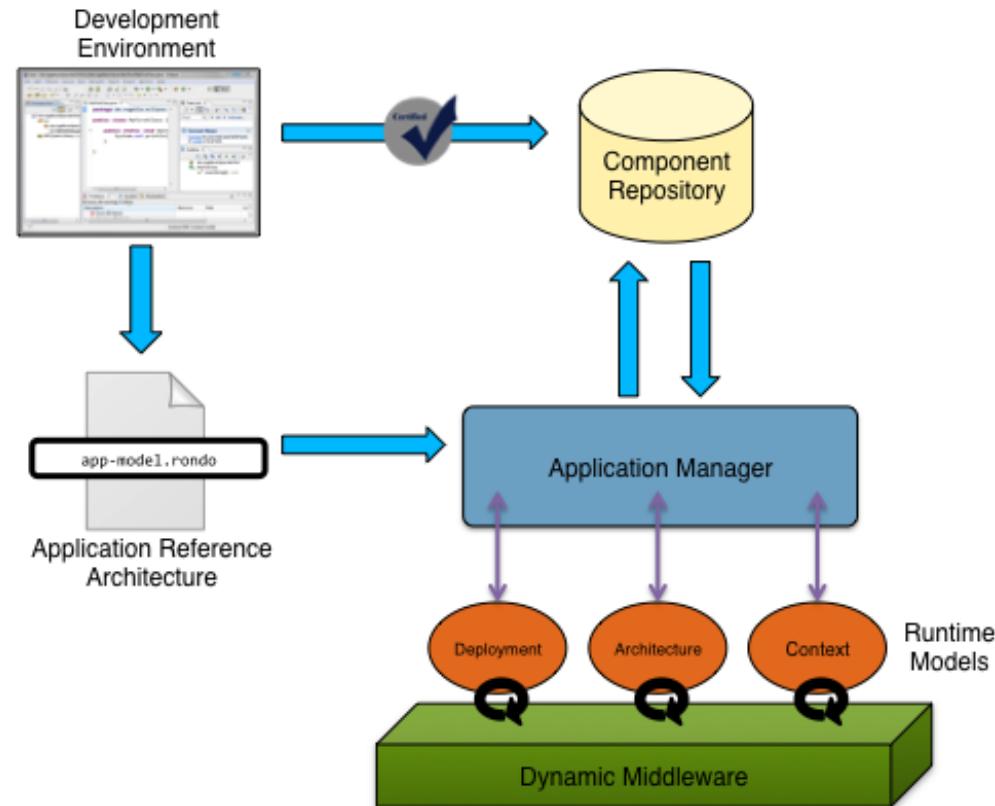 Development
Environment
Certified
Component
Repository
app-model.rondo
Application Manager
Application Reference
Architecture
Deployment
Architecture
Context
Runtime
Models
Dynamic Middleware